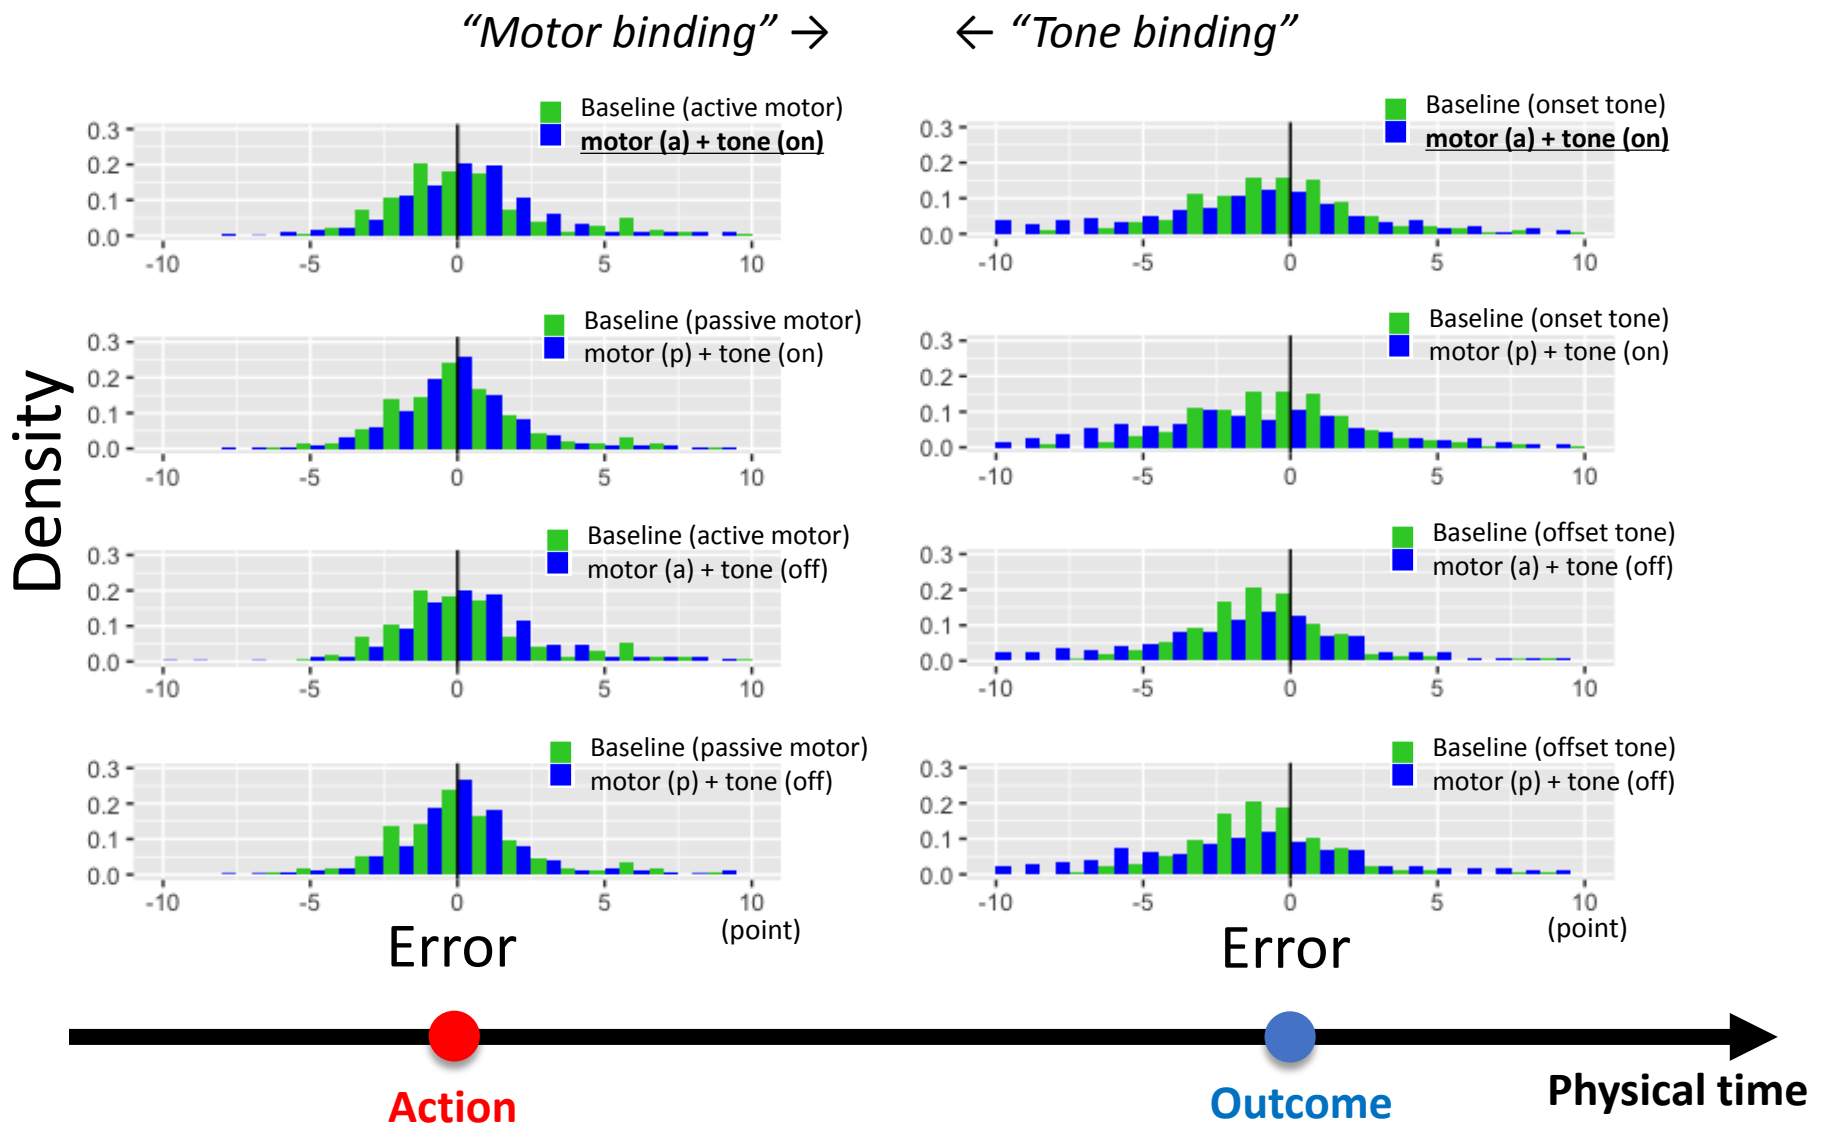 “Motor binding” → ← “Tone binding”
Baseline (active motor)
motor (a) + tone (on)
0.3
0.2
0.1
0.0
-10 -5 0 5 10
Baseline (onset tone)
motor (a) + tone (on)
0.3
0.2
0.1
0.0
-10 -5 0 5 10
Baseline (passive motor)
motor (p) + tone (on)
0.3
0.2
0.1
0.0
-10 -5 0 5 10
Baseline (onset tone)
motor (p) + tone (on)
0.3
0.2
0.1
0.0
-10 -5 0 5 10
Density
Baseline (active motor)
motor (a) + tone (off)
0.3
0.2
0.1
0.0
-10 -5 0 5 10
Baseline (offset tone)
motor (a) + tone (off)
0.3
0.2
0.1
0.0
-10 -5 0 5 10
Baseline (passive motor)
motor (p) + tone (off)
0.3
0.2
0.1
0.0
-10 -5 0 5 10
(point)
Error
Baseline (offset tone)
motor (p) + tone (off)
0.3
0.2
0.1
0.0
-10 -5 0 5 10
(point)
Error
Action
Outcome
Physical time